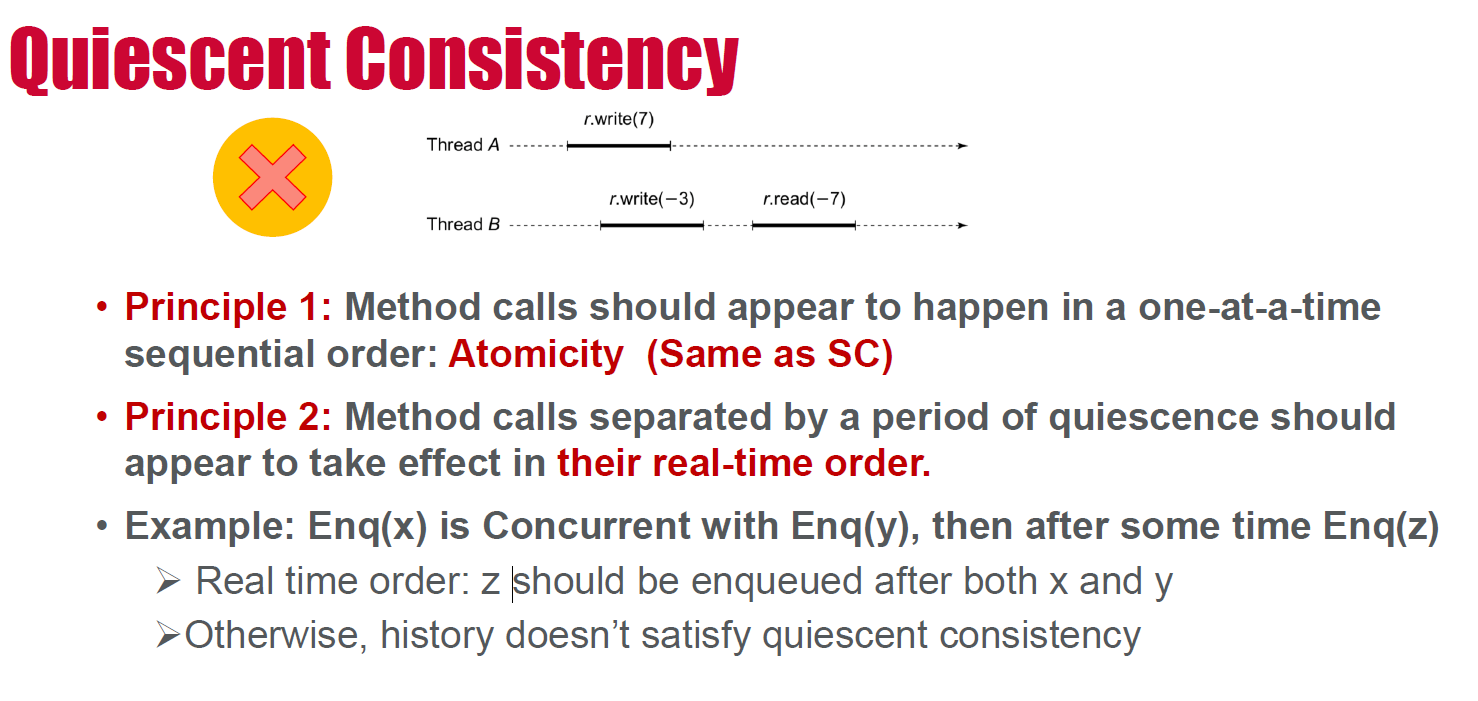 Quiescent Consistency
r.write(7)
Thread A
r.write(−3)
r.read(−7)
Thread B
• Principle 1: Method calls should appear to happen in a one-at-a-time
sequential order: Atomicity (Same as SC)
• Principle 2: Method calls separated by a period of quiescence should
appear to take effect in their real-time order.
• Example: Enq(x) is Concurrent with Enq(y), then after some time Enq(z)
➢ Real time order: z should be enqueued after both x and y
➢Otherwise, history doesn’t satisfy quiescent consistency